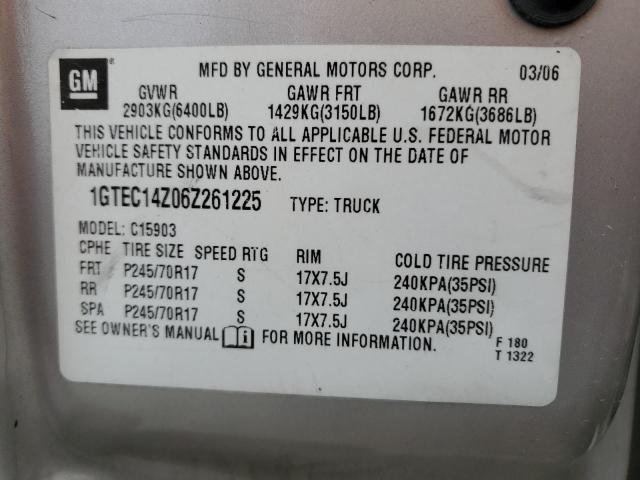 GM
MFD BY GENERAL MOTORS CORP. 03/06
GVWR GAWR FRT GAWR RR
2903KG(6400LB) 1429KG(3150LB) 1672KG(3686LB)
THIS VEHICLE CONFORMS TO ALL APPLICABLE U.S. FEDERAL MOTOR
VEHICLE SAFETY STANDARDS IN EFFECT ON THE DATE OF
MANUFACTURE SHOWN ABOVE.
1GTEC14Z06Z261225 TYPE: TRUCK
MODEL: C15903
CPHE TIRE SIZE SPEED RTG RIM COLD TIRE PRESSURE
FRT P245/70R17 S 17X7.5J 240KPA(35PSI)
RR P245/70R17 S 17X7.5J 240KPA(35PSI)
SPA P245/70R17 S 17X7.5J 240KPA(35PSI)
SEE OWNER'S MANUAL FOR MORE INFORMATION. F 180
T 1322